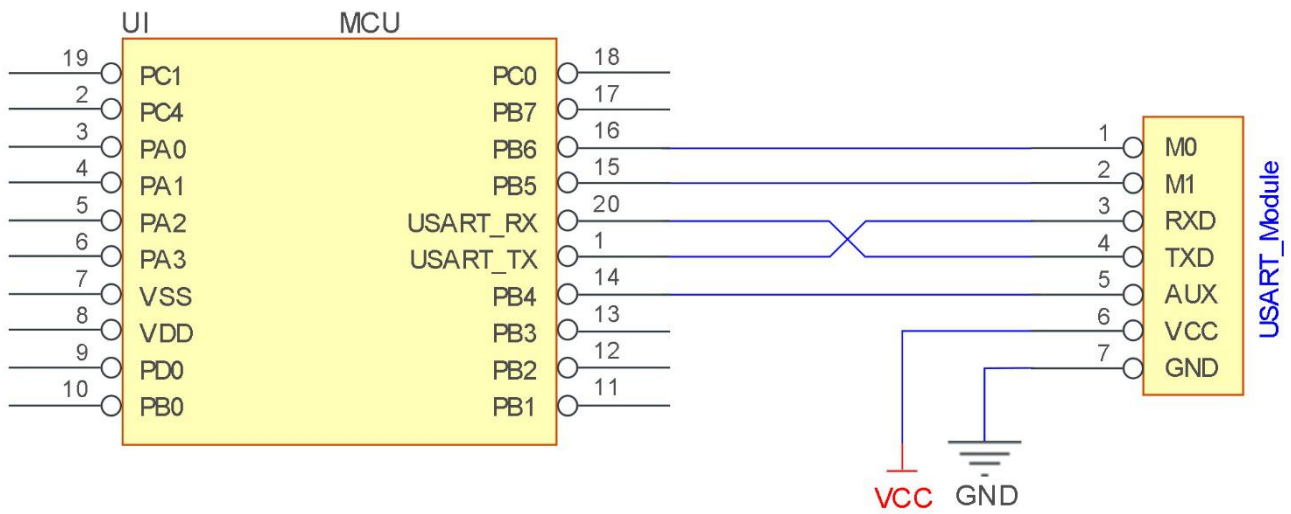 UI MCU
19 PC1 PC0 18
2 PC4 PB7 17
3 PA0 PB6 16 1 M0
4 PA1 PB5 15 2 M1
5 PA2 USART_RX 20 3 RXD
6 PA3 USART_TX 1 4 TXD
7 VSS PB4 14 5 AUX
8 VDD PB3 13 6 VCC
9 PD0 PB2 12 7 GND
10 PB0 PB1 11
USART_Module
VCC GND